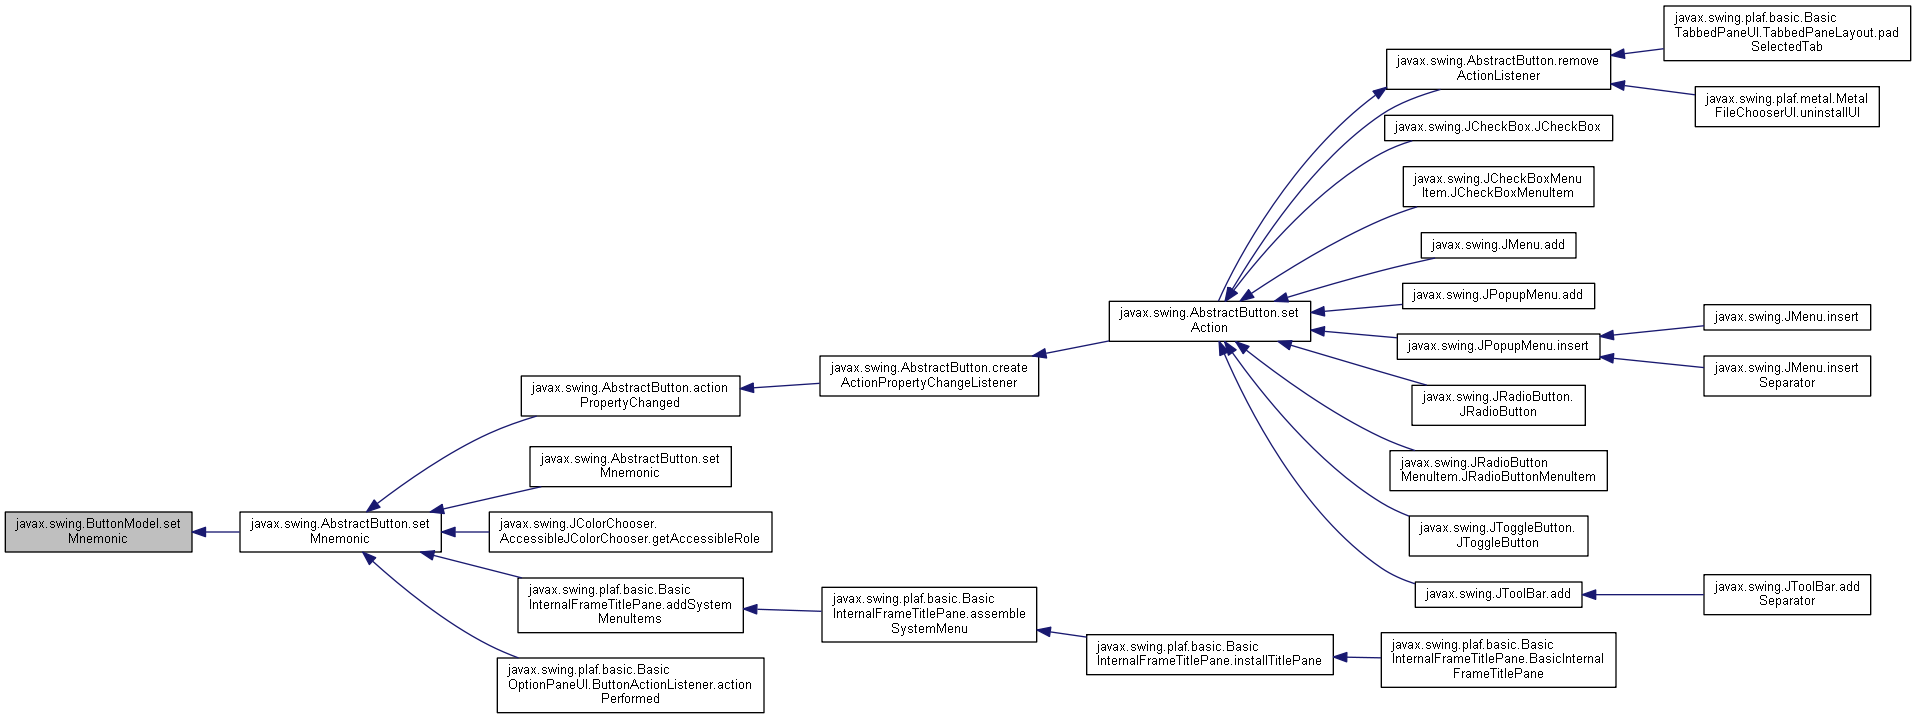 javax.swing.ButtonModel.set
Mnemonic
javax.swing.AbstractButton.set
Mnemonic
javax.swing.AbstractButton.action
PropertyChanged
javax.swing.AbstractButton.set
Mnemonic
javax.swing.JColorChooser.
AccessibleJColorChooser.getAccessibleRole
javax.swing.plaf.basic.Basic
InternalFrameTitlePane.addSystem
MenuItems
javax.swing.plaf.basic.Basic
OptionPaneUI.ButtonActionListener.action
Performed
javax.swing.AbstractButton.create
ActionPropertyChangeListener
javax.swing.plaf.basic.Basic
InternalFrameTitlePane.assemble
SystemMenu
javax.swing.AbstractButton.set
Action
javax.swing.plaf.basic.Basic
InternalFrameTitlePane.installTitlePane
javax.swing.AbstractButton.remove
ActionListener
javax.swing.JCheckBox.JCheckBox
javax.swing.JCheckBoxMenu
Item.JCheckBoxMenuItem
javax.swing.JMenu.add
javax.swing.JPopupMenu.add
javax.swing.JPopupMenu.insert
javax.swing.JRadioButton.
JRadioButton
javax.swing.JRadioButton
MenuItem.JRadioButtonMenuItem
javax.swing.JToggleButton.
JToggleButton
javax.swing.JToolBar.add
javax.swing.plaf.basic.Basic
InternalFrameTitlePane.BasicInternal
FrameTitlePane
javax.swing.plaf.basic.Basic
TabbedPaneUI.TabbedPaneLayout.pad
SelectedTab
javax.swing.plaf.metal.Metal
FileChooserUI.uninstallUI
javax.swing.JMenu.insert
javax.swing.JMenu.insert
Separator
javax.swing.JToolBar.add
Separator